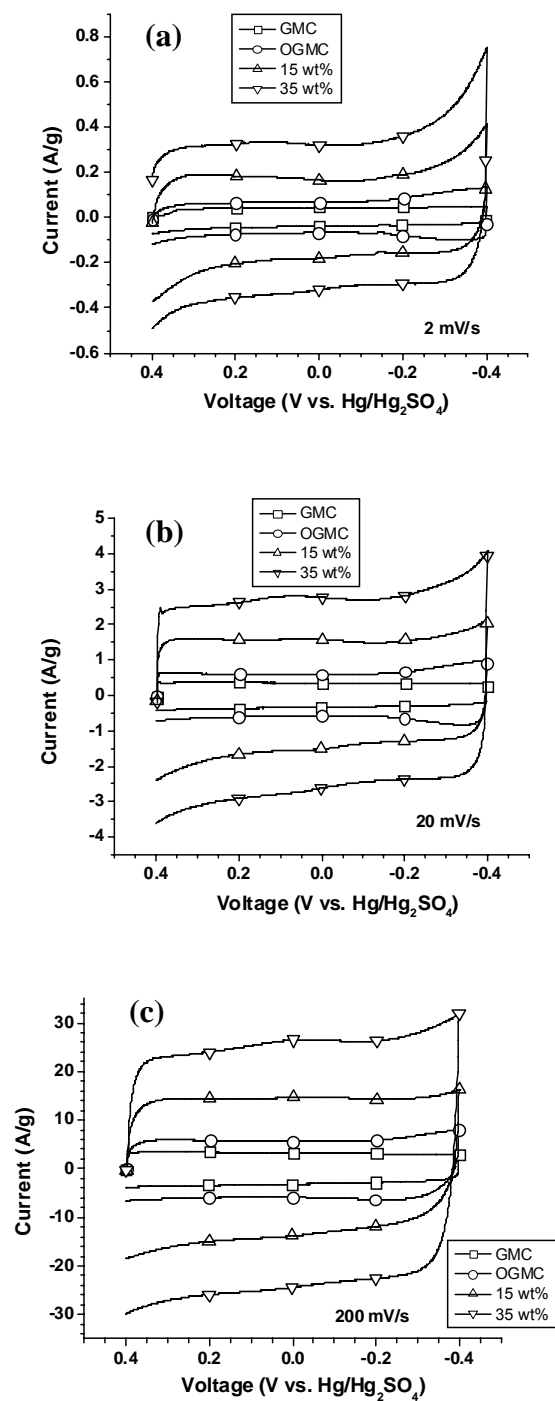 (a)
GMC
OGMC
15 wt%
35 wt%
0.8
0.6
0.4
0.2
0.0
-0.2
-0.4
-0.6
Current (A/g)
2 mV/s
0.4 0.2 0.0 -0.2 -0.4
Voltage (V vs. Hg/Hg₂SO₄)
(b)
GMC
OGMC
15 wt%
35 wt%
5
4
3
2
1
0
-1
-2
-3
-4
Current (A/g)
20 mV/s
0.4 0.2 0.0 -0.2 -0.4
Voltage (V vs. Hg/Hg₂SO₄)
(c)
30
20
10
0
-10
-20
-30
Current (A/g)
GMC
OGMC
15 wt%
35 wt%
200 mV/s
0.4 0.2 0.0 -0.2 -0.4
Voltage (V vs. Hg/Hg₂SO₄)